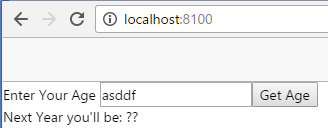 localhost:8100
Enter Your Age asddf Get Age
Next Year you'll be: ??